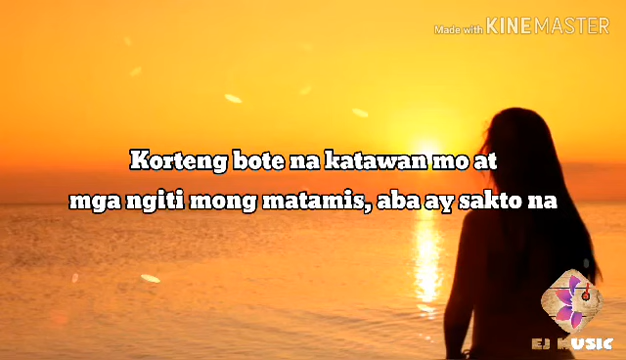 Made with KINEMASTER
Korteng bote na katawan mo at
mga ngiti mong matamis, aba ay sakto na
EJ MUSIC